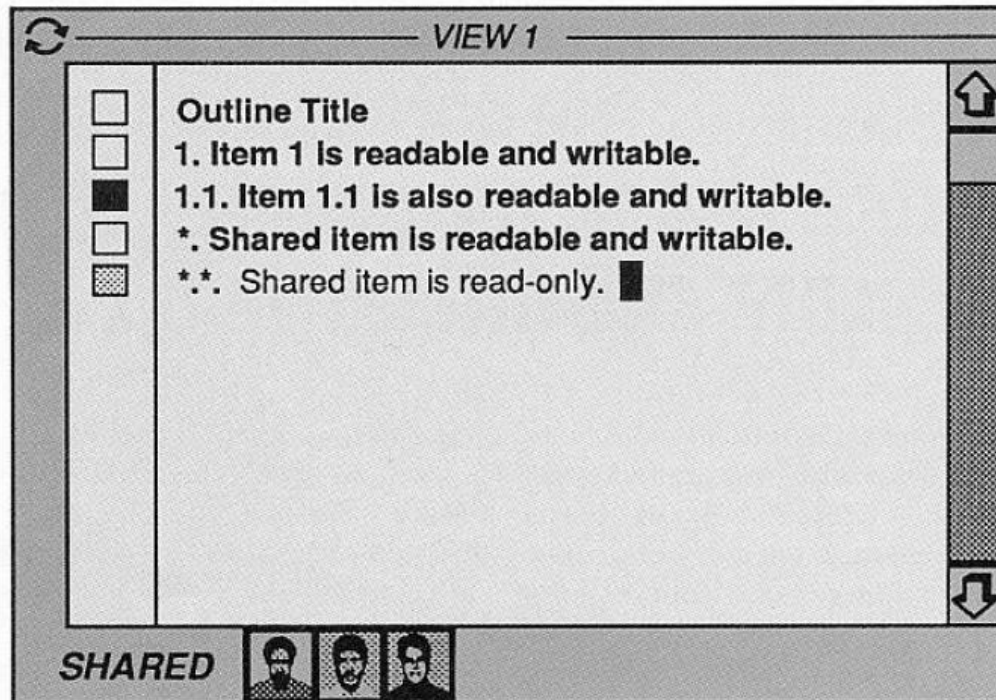 VIEW 1
Outline Title
1. Item 1 is readable and writable.
1.1. Item 1.1 is also readable and writable.
*. Shared item is readable and writable.
*.*. Shared item is read-only.
SHARED